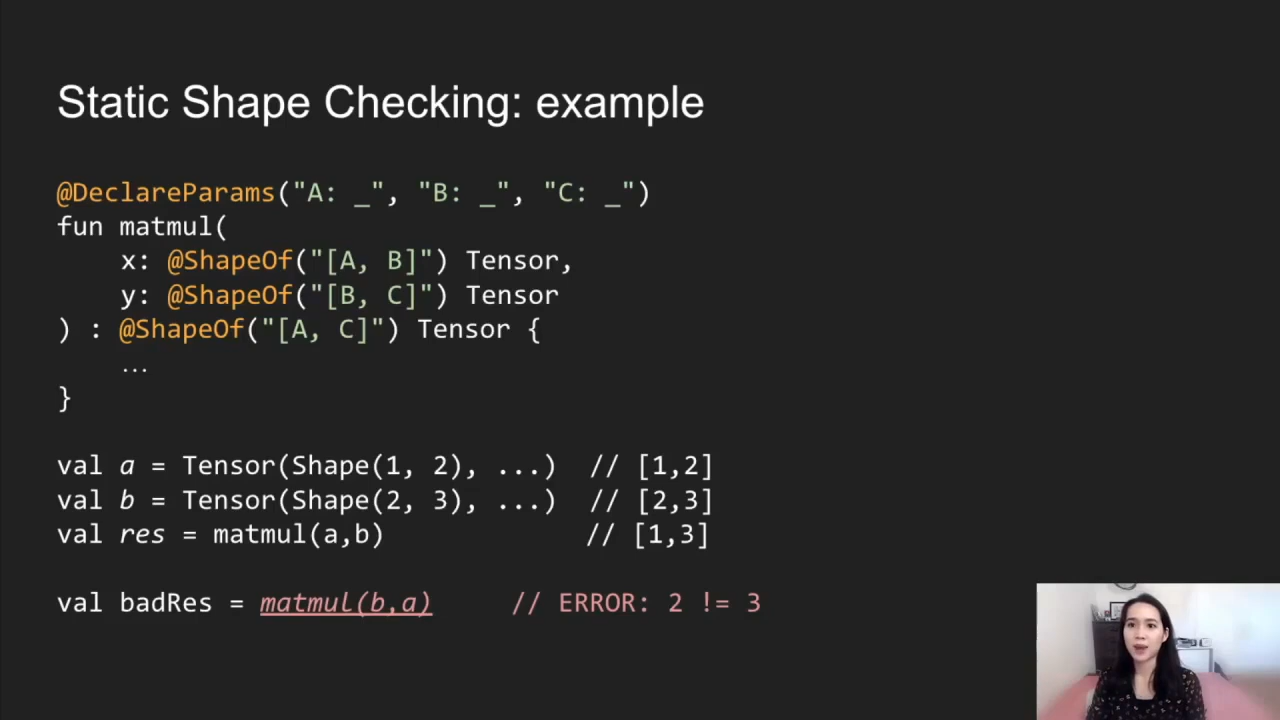 Static Shape Checking: example
@DeclareParams("A: _", "B: _", "C: _")
fun matmul(
x: @ShapeOf("[A, B]") Tensor,
y: @ShapeOf("[B, C]") Tensor
) : @ShapeOf("[A, C]") Tensor {
...
}
val a = Tensor(Shape(1, 2), ...) // [1,2]
val b = Tensor(Shape(2, 3), ...) // [2,3]
val res = matmul(a,b) // [1,3]
val badRes = matmul(b,a) // ERROR: 2 != 3